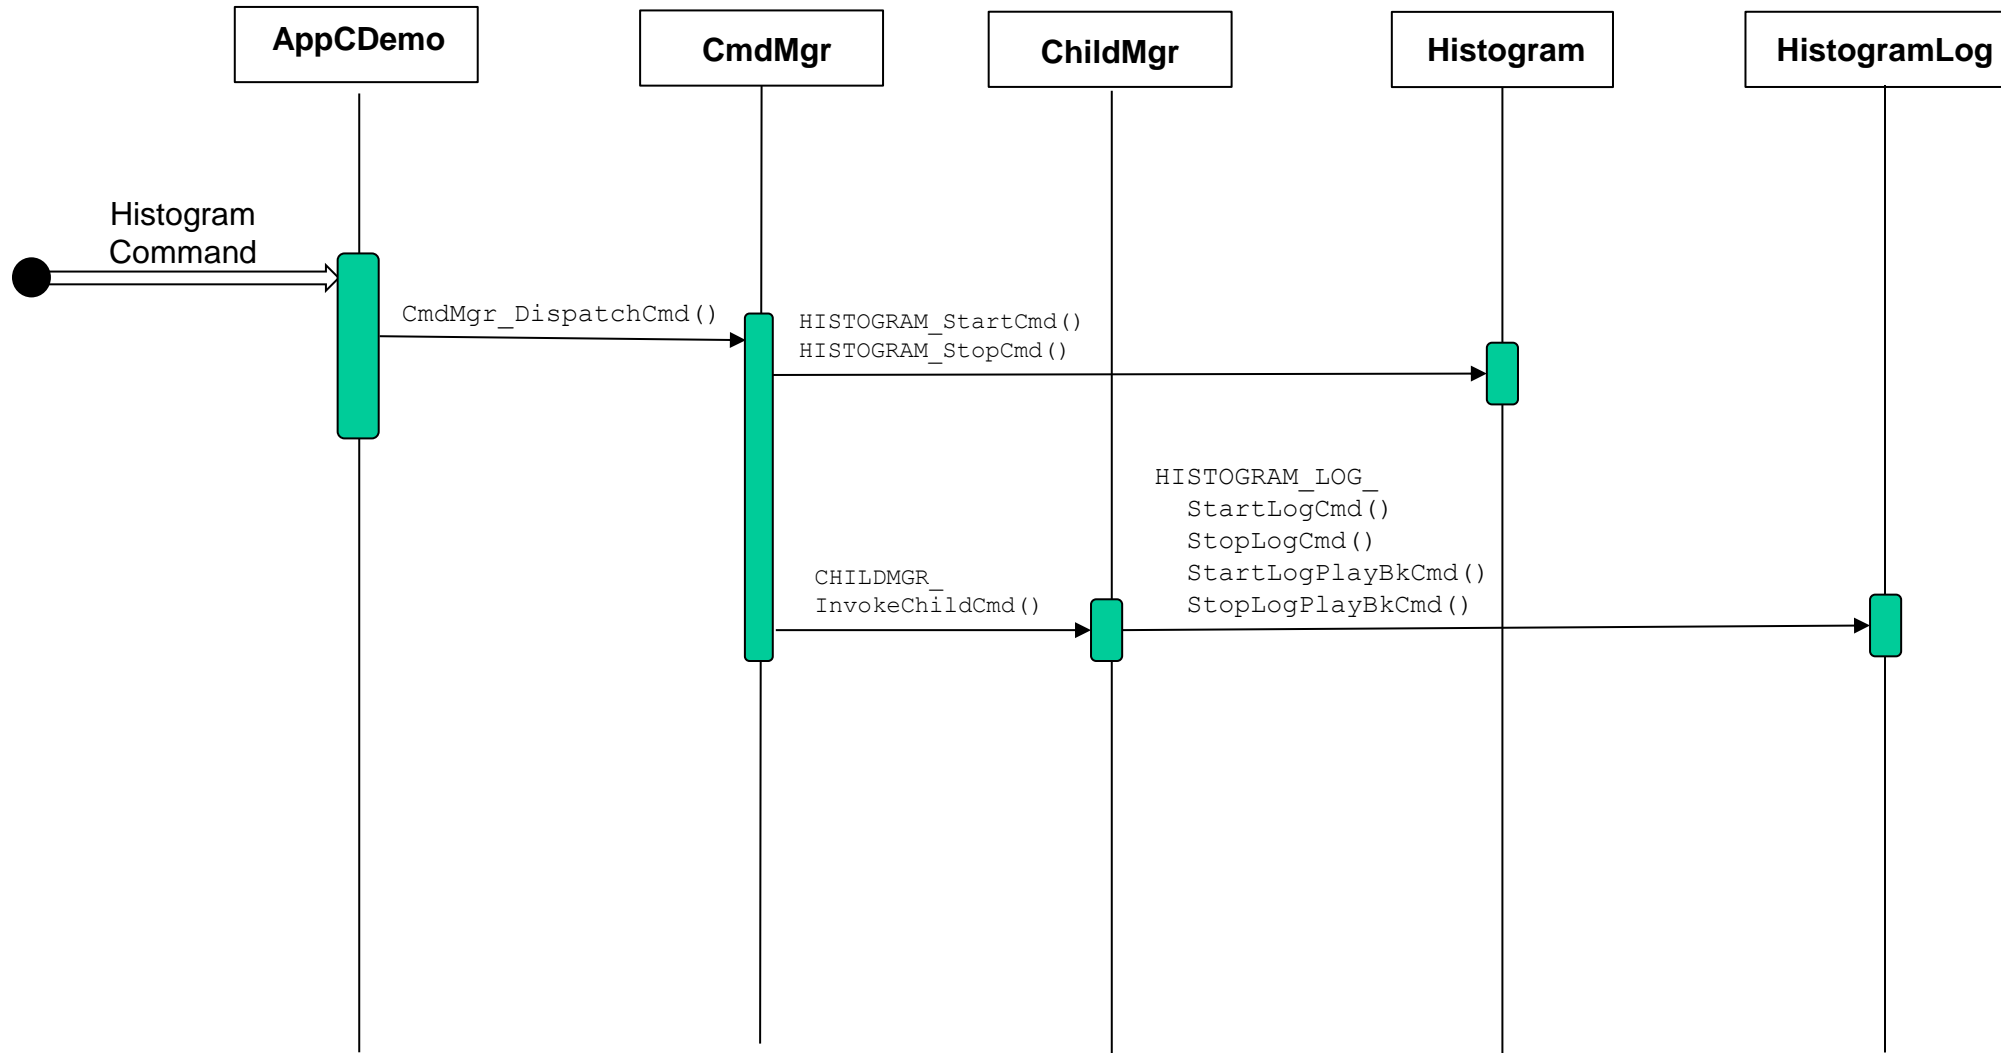 AppCDemo
CmdMgr
ChildMgr
Histogram
HistogramLog
Histogram
Command
CmdMgr_DispatchCmd()
HISTOGRAM_StartCmd()
HISTOGRAM_StopCmd()
HISTOGRAM_LOG_
StartLogCmd()
StopLogCmd()
StartLogPlayBkCmd()
StopLogPlayBkCmd()
CHILDMGR_
InvokeChildCmd()